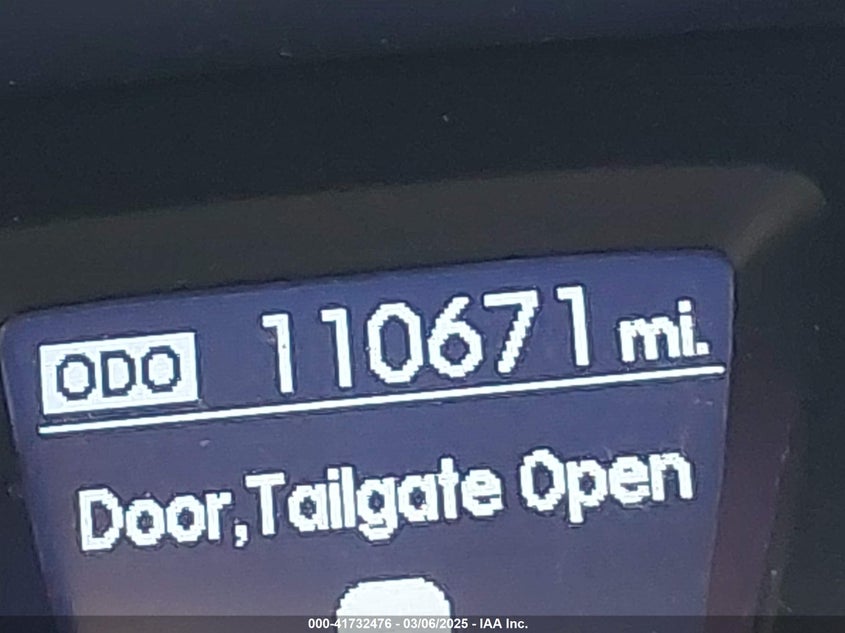 ODO 110671 mi.
Door,Tailgate Open
000-41732476 - 03/06/2025 - IAA Inc.